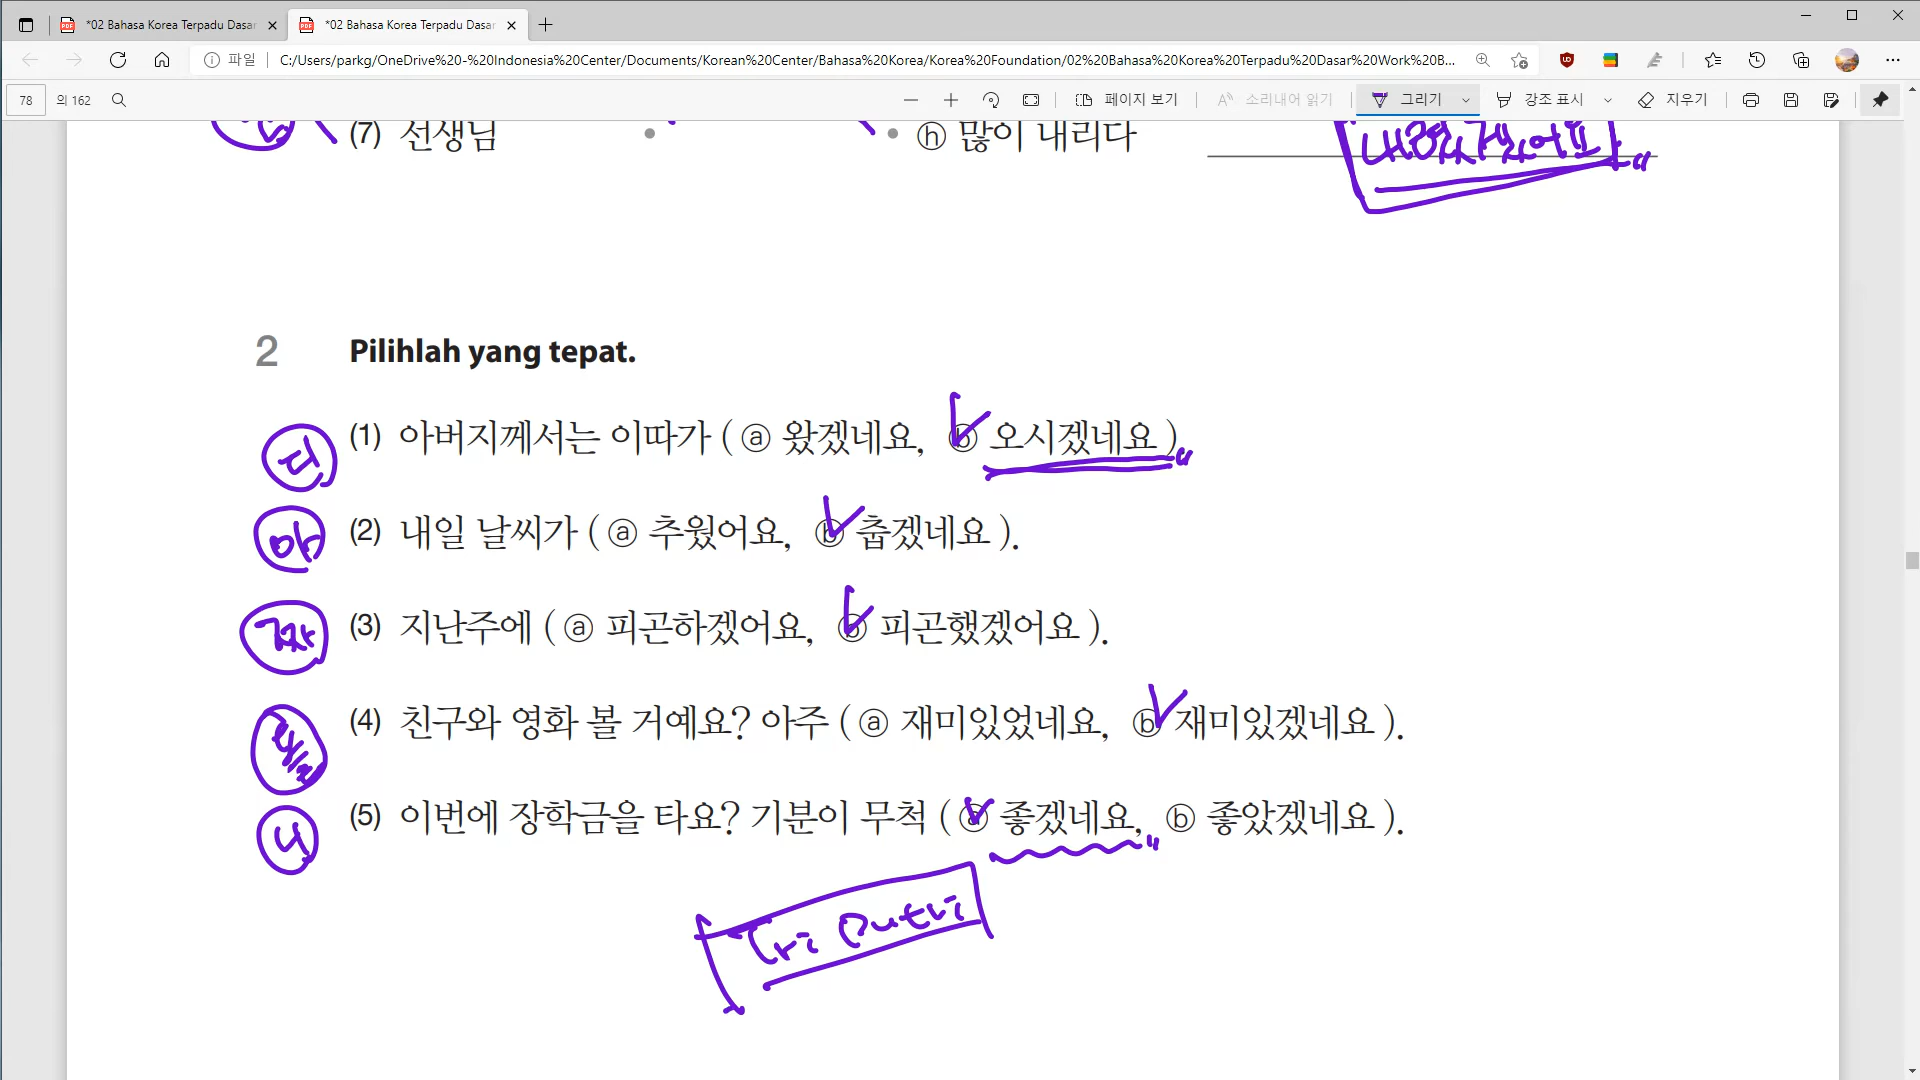 *02 Bahasa Korea Terpadu Dasar *02 Bahasa Korea Terpadu Dasar
파일 C:/Users/parkg/OneDrive%20-%20Indonesia%20Center/Documents/Korean%20Center/Bahasa%20Korea/Korea%20Foundation/02%20Bahasa%20Korea%20Terpadu%20Dasar%20Work%20B...
78 의 162 페이지 보기 소리내어 읽기 그리기 강조 표시 지우기
(7) 선생님 ⓗ 많이 내리다
2 Pilihlah yang tepat.
디 (1) 아버지께서는 이따가 ( ⓐ 왔겠네요, ⓑ 오시겠네요 ).
아 (2) 내일 날씨가 ( ⓐ 추웠어요, ⓑ 춥겠네요 ).
짜 (3) 지난주에 ( ⓐ 피곤하겠어요, ⓑ 피곤했겠어요 ).
(4) 친구와 영화 볼 거예요? 아주 ( ⓐ 재미있었네요, ⓑ 재미있겠네요 ).
나 (5) 이번에 장학금을 타요? 기분이 무척 ( ⓐ 좋겠네요, ⓑ 좋았겠네요 ).
Tri Putri